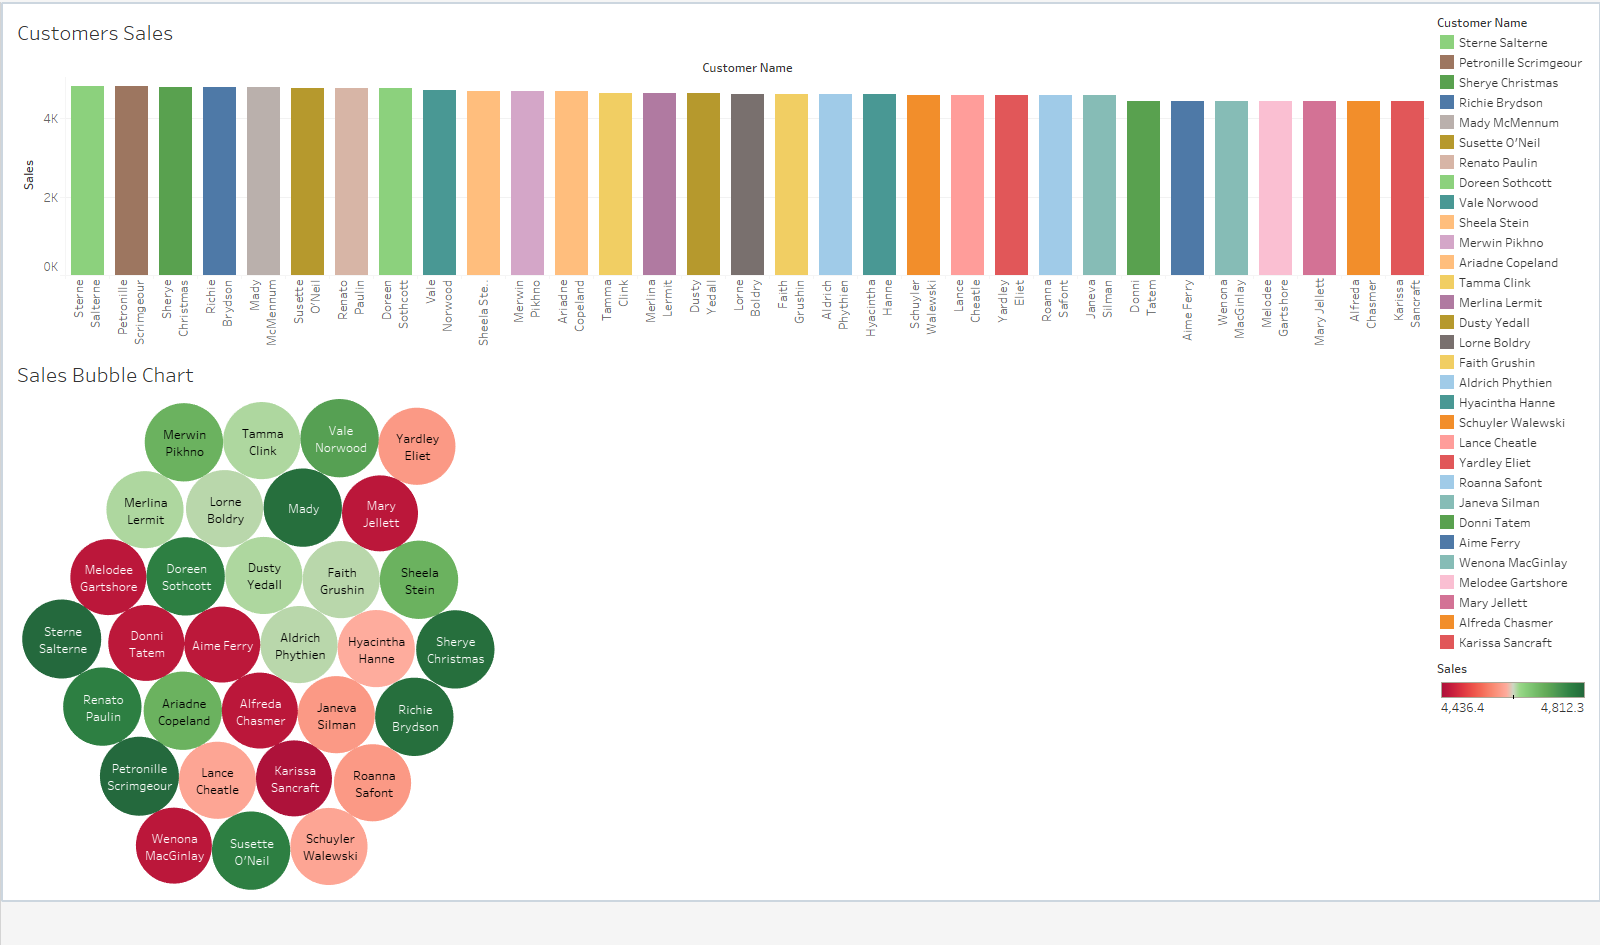 Customers Sales
Customer Name
Sales
4K
2K
0K
Sterne
Salterne
Petronille
Scrimgeour
Sherye
Christmas
Richie
Brydson
Mady
McMennum
Susette
O'Neil
Renato
Paulin
Doreen
Sothcott
Vale
Norwood
Sheela Ste..
Merwin
Pikhno
Ariadne
Copeland
Tamma
Clink
Merlina
Lermit
Dusty
Yedall
Lorne
Boldry
Faith
Grushin
Aldrich
Phythien
Hyacintha
Hanne
Schuyler
Walewski
Lance
Cheatle
Yardley
Eliet
Roanna
Safont
Janeva
Silman
Donni
Tatem
Aime Ferry
Wenona
MacGinlay
Melodee
Gartshore
Mary Jellett
Alfreda
Chasmer
Karissa
Sancraft
Customer Name
Sterne Salterne
Petronille Scrimgeour
Sherye Christmas
Richie Brydson
Mady McMennum
Susette O'Neil
Renato Paulin
Doreen Sothcott
Vale Norwood
Sheela Stein
Merwin Pikhno
Ariadne Copeland
Tamma Clink
Merlina Lermit
Dusty Yedall
Lorne Boldry
Faith Grushin
Aldrich Phythien
Hyacintha Hanne
Schuyler Walewski
Lance Cheatle
Yardley Eliet
Roanna Safont
Janeva Silman
Donni Tatem
Aime Ferry
Wenona MacGinlay
Melodee Gartshore
Mary Jellett
Alfreda Chasmer
Karissa Sancraft
Sales
4,436.4 4,812.3
Sales Bubble Chart
Merwin
Pikhno
Tamma
Clink
Vale
Norwood
Yardley
Eliet
Merlina
Lermit
Lorne
Boldry
Mady
Mary
Jellett
Melodee
Gartshore
Doreen
Sothcott
Dusty
Yedall
Faith
Grushin
Sheela
Stein
Sterne
Salterne
Donni
Tatem
Aime Ferry
Aldrich
Phythien
Hyacintha
Hanne
Sherye
Christmas
Renato
Paulin
Ariadne
Copeland
Alfreda
Chasmer
Janeva
Silman
Richie
Brydson
Petronille
Scrimgeour
Lance
Cheatle
Karissa
Sancraft
Roanna
Safont
Wenona
MacGinlay
Susette
O'Neil
Schuyler
Walewski